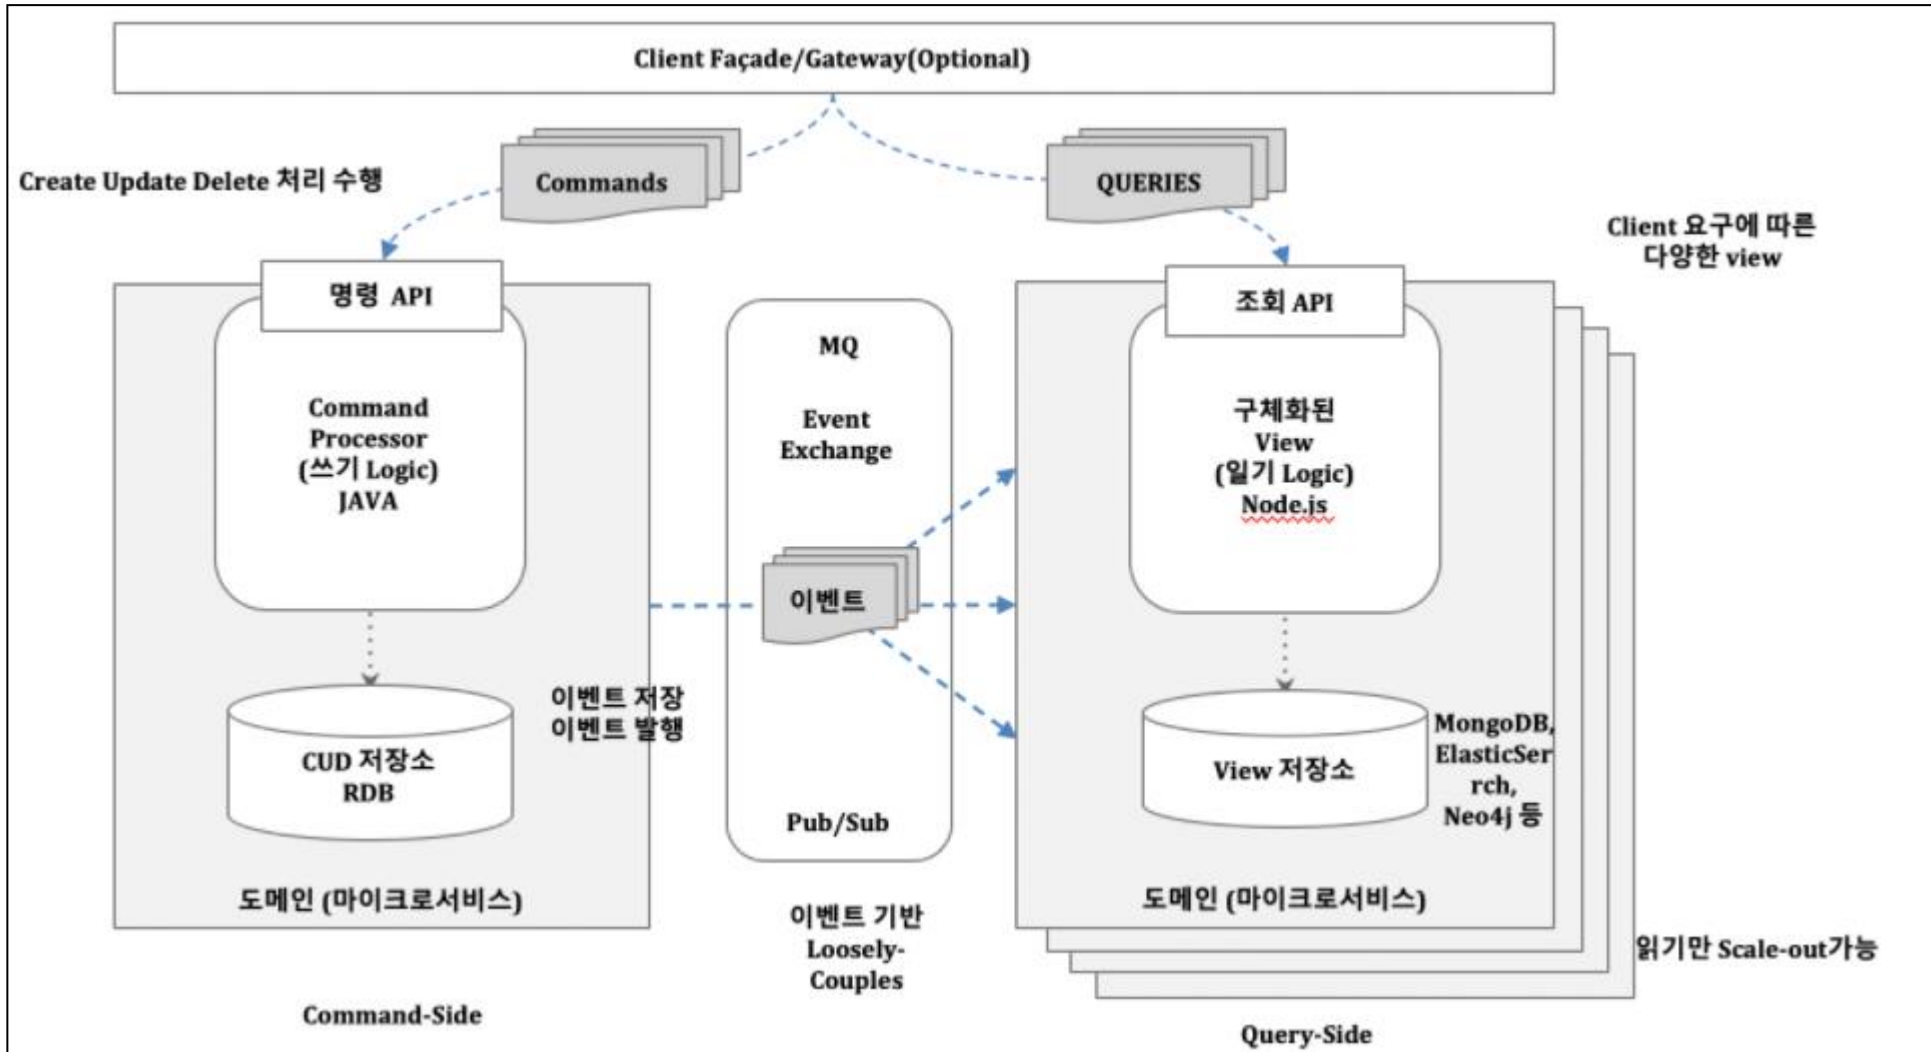 Client Façade/Gateway(Optional)
Commands
QUERIES
Create Update Delete 처리 수행
Client 요구에 따른
다양한 view
명령 API
Command
Processor
(쓰기 Logic)
JAVA
CUD 저장소
RDB
이벤트 저장
이벤트 발행
도메인 (마이크로서비스)
Command-Side
MQ
Event
Exchange
이벤트
Pub/Sub
이벤트 기반
Loosely-
Couples
조회 API
구체화된
View
(일기 Logic)
Node.js
View 저장소
MongoDB,
ElasticSer
rch,
Neo4j 등
도메인 (마이크로서비스)
읽기만 Scale-out가능
Query-Side